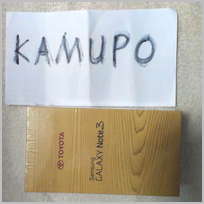 KAMUPO
TOYOTA
Samsung
GALAXY Note 3